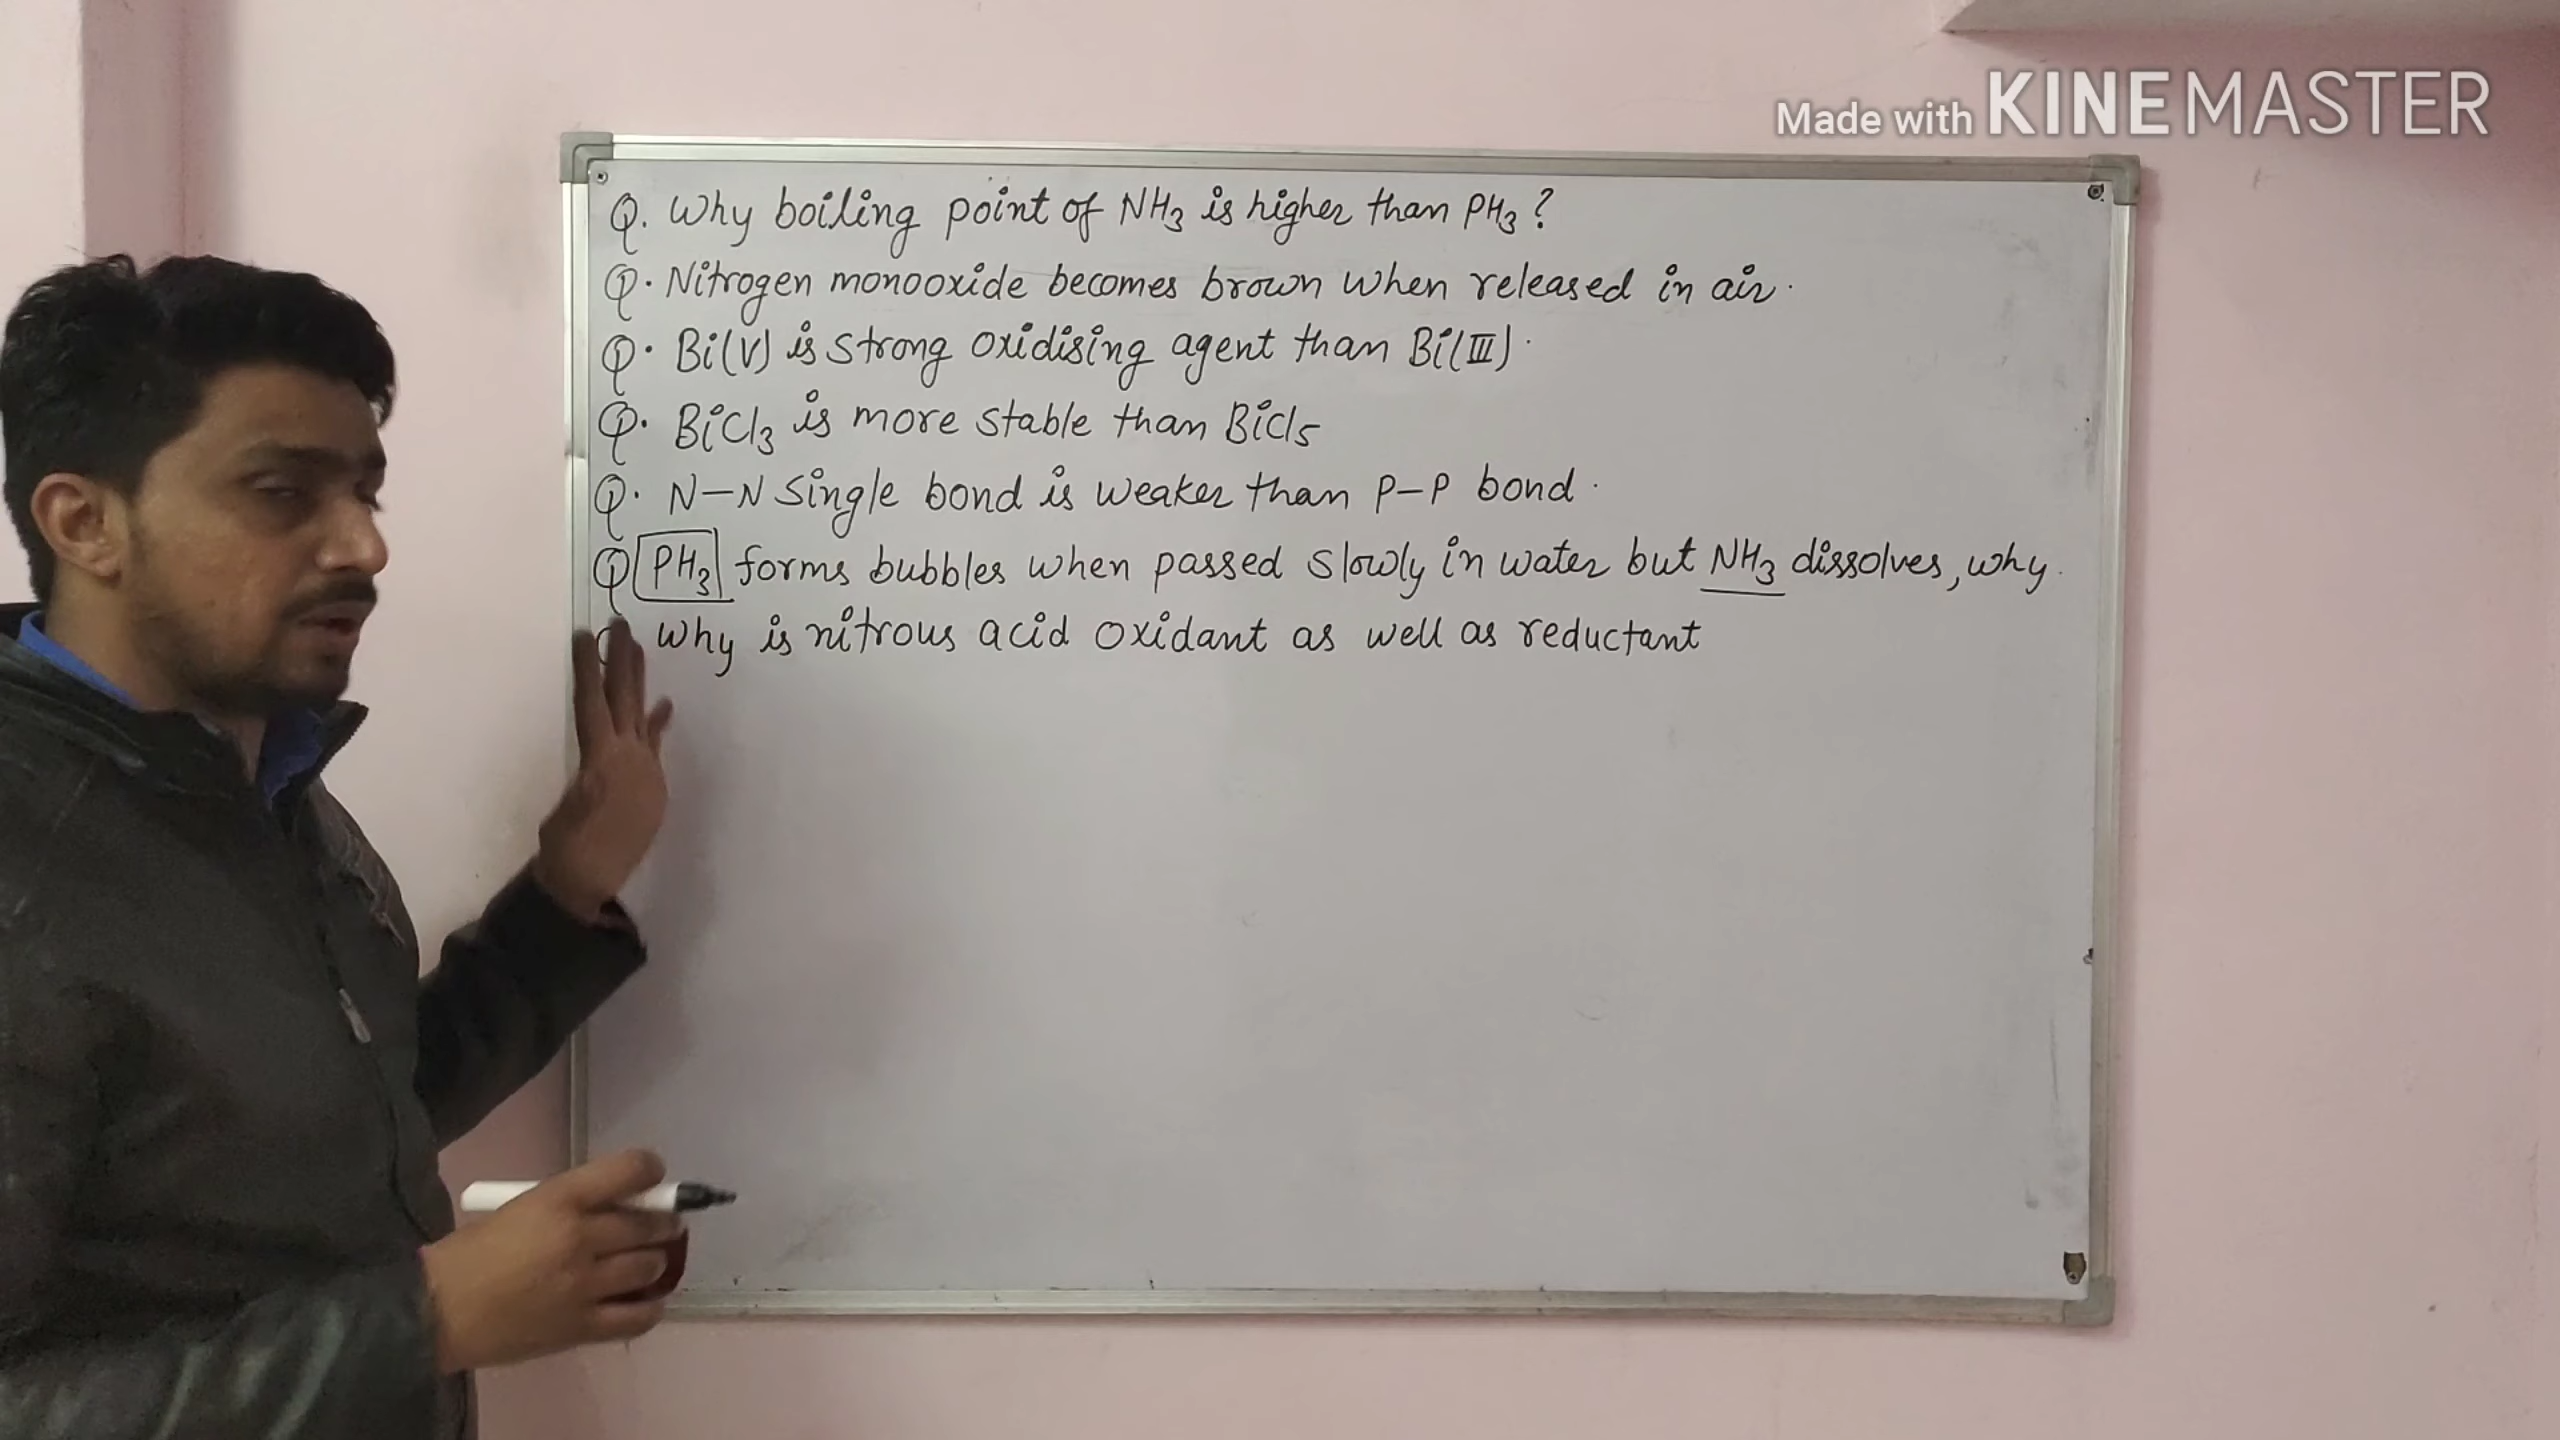 Made with KINEMASTER
Q. Why boiling point of NH3 is higher than PH3?
Q. Nitrogen monooxide becomes brown when released in air.
Q. Bi(V) is strong oxidising agent than Bi(III).
Q. BiCl3 is more stable than BiCl5
Q. N-N single bond is weaker than P-P bond.
Q PH3 forms bubbles when passed slowly in water but NH3 dissolves, why.
Q Why is nitrous acid oxidant as well as reductant